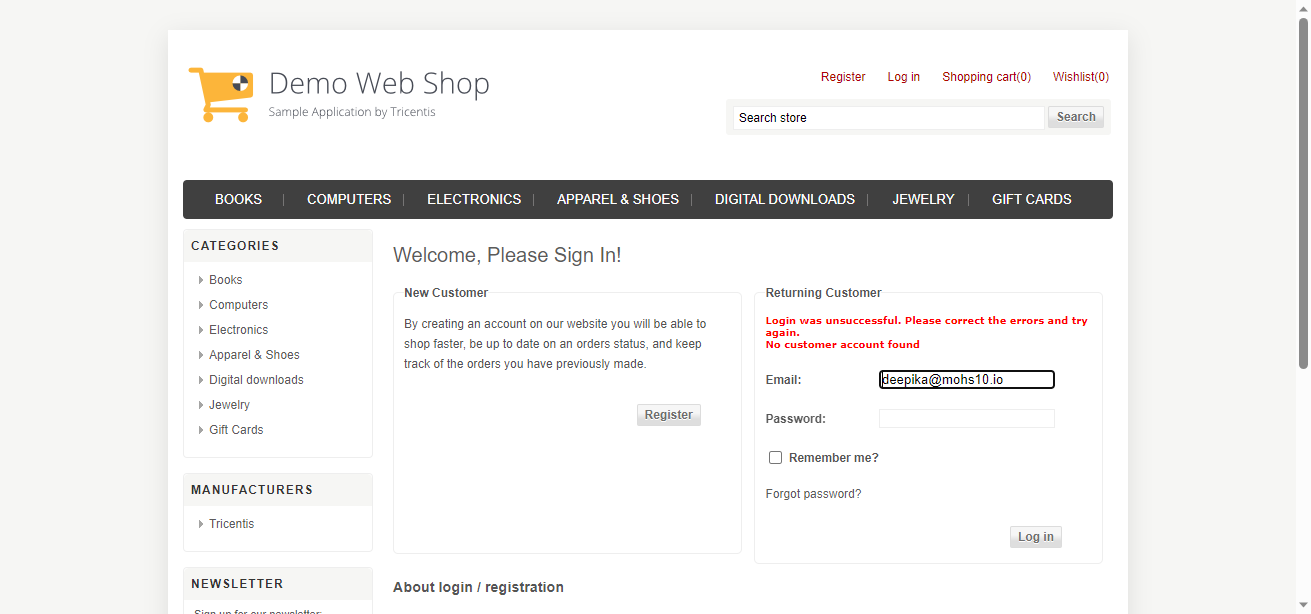 Demo Web Shop
Sample Application by Tricentis
Register Log in Shopping cart(0) Wishlist(0)
Search store Search
BOOKS | COMPUTERS | ELECTRONICS | APPAREL & SHOES | DIGITAL DOWNLOADS | JEWELRY | GIFT CARDS
CATEGORIES
Books
Computers
Electronics
Apparel & Shoes
Digital downloads
Jewelry
Gift Cards
MANUFACTURERS
Tricentis
NEWSLETTER
Sign up for our newsletter:
Welcome, Please Sign In!
New Customer
By creating an account on our website you will be able to
shop faster, be up to date on an orders status, and keep
track of the orders you have previously made.
Register
Returning Customer
Login was unsuccessful. Please correct the errors and try
again.
No customer account found
Email: deepika@mohs10.io
Password:
Remember me?
Forgot password?
Log in
About login / registration